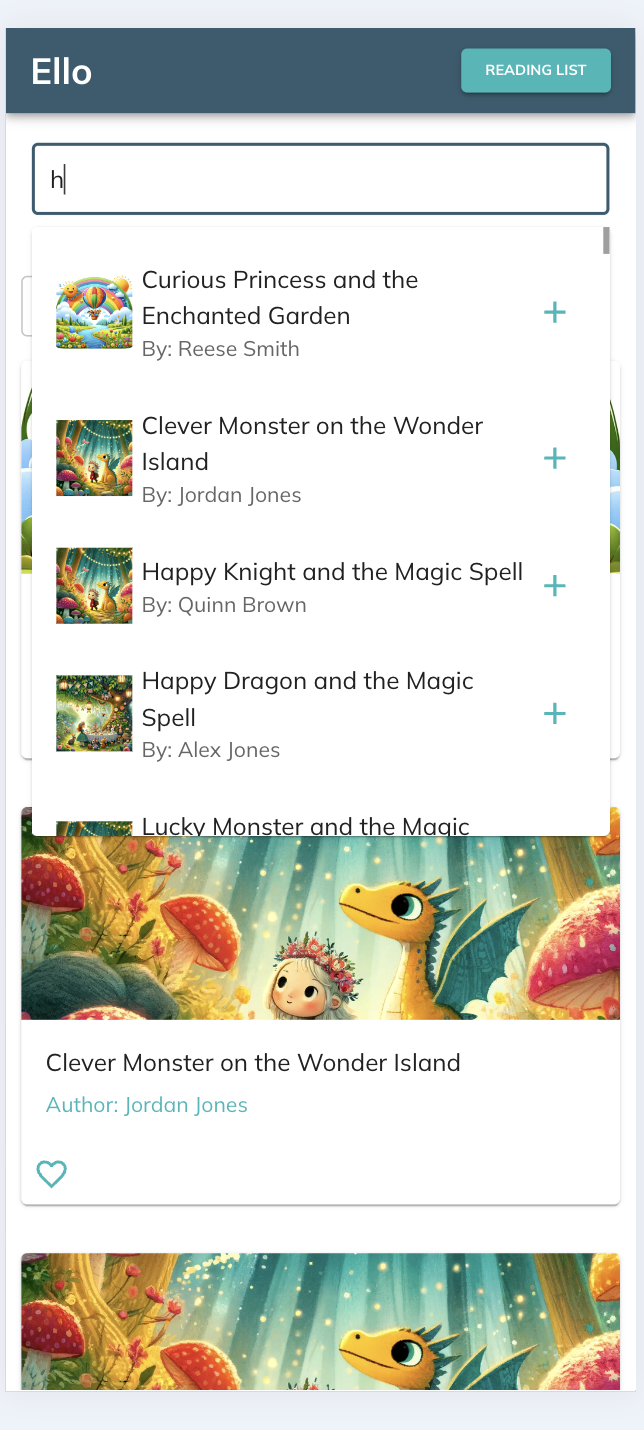 Ello
READING LIST
h
Curious Princess and the
Enchanted Garden
By: Reese Smith
Clever Monster on the Wonder
Island
By: Jordan Jones
Happy Knight and the Magic Spell
By: Quinn Brown
Happy Dragon and the Magic
Spell
By: Alex Jones
Lucky Monster and the Magic
Clever Monster on the Wonder Island
Author: Jordan Jones